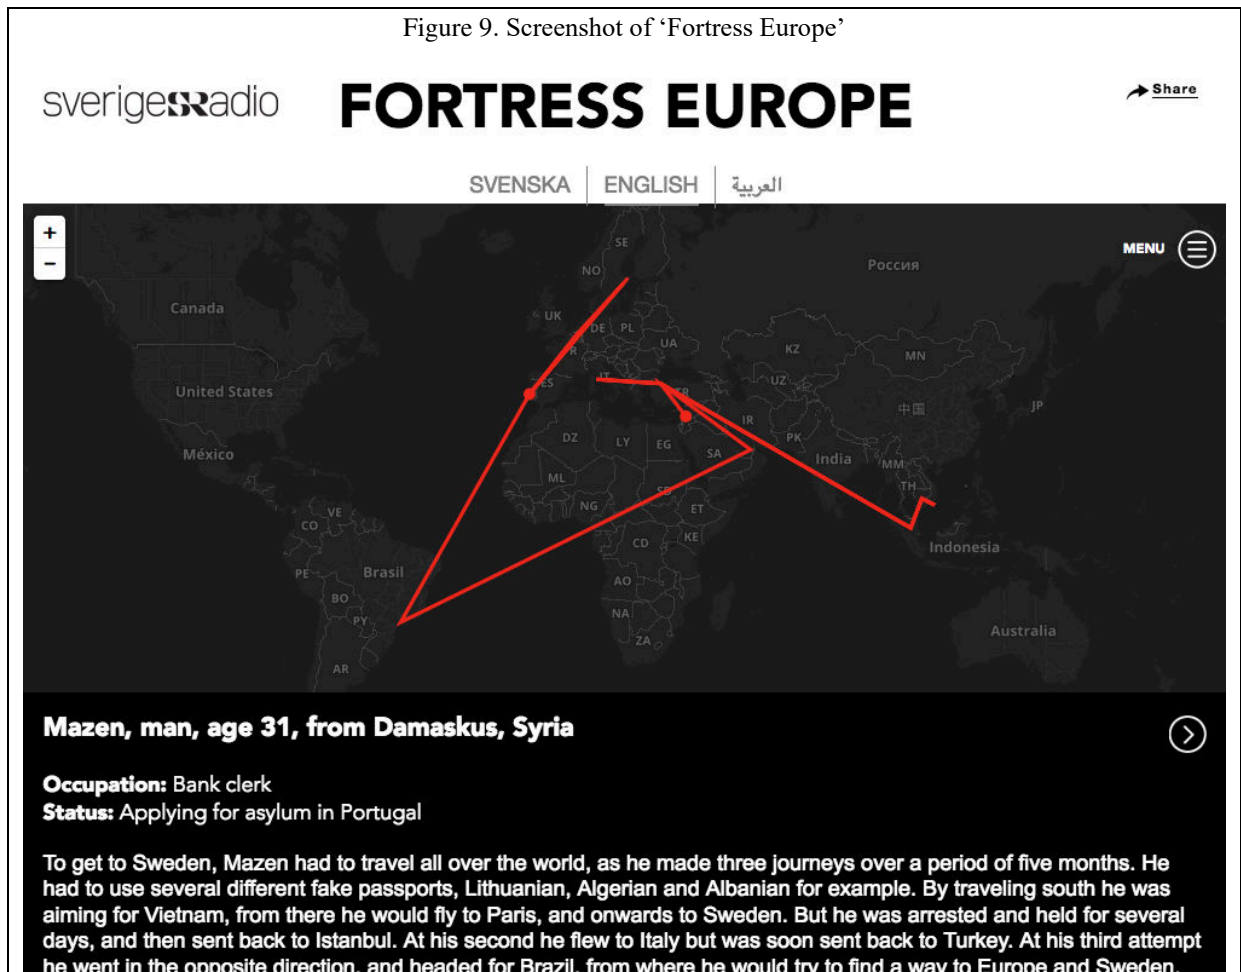 Figure 9. Screenshot of ‘Fortress Europe’
sverigesSRadio
FORTRESS EUROPE
Share
SVENSKA
ENGLISH
العربية
+
−
MENU
SE
NO
Россия
Canada
UK
DE
PL
UA
KZ
MN
United States
ES
IT
TR
UZ
中国
JP
México
DZ
LY
EG
SA
IR
PK
India
MM
TH
ML
NG
SD
ET
VE
CO
CD
KE
Indonesia
PE
Brasil
BO
AO
PY
NA
Australia
ZA
AR
Mazen, man, age 31, from Damaskus, Syria
Occupation: Bank clerk
Status: Applying for asylum in Portugal
To get to Sweden, Mazen had to travel all over the world, as he made three journeys over a period of five months. He
had to use several different fake passports, Lithuanian, Algerian and Albanian for example. By traveling south he was
aiming for Vietnam, from there he would fly to Paris, and onwards to Sweden. But he was arrested and held for several
days, and then sent back to Istanbul. At his second he flew to Italy but was soon sent back to Turkey. At his third attempt
he went in the opposite direction, and headed for Brazil, from where he would try to find a way to Europe and Sweden